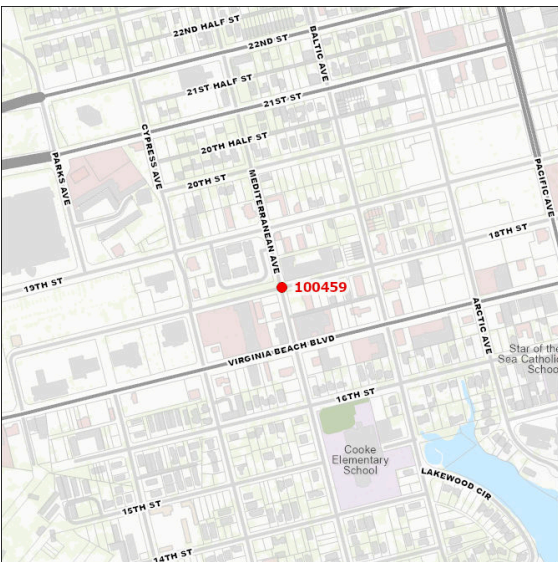 22ND HALF ST
22ND ST
BALTIC AVE
21ST HALF ST
21ST ST
20TH HALF ST
CYPRESS AVE
PARKS AVE
20TH ST
MEDITERRANEAN AVE
PACIFIC AVE
18TH ST
19TH ST
100459
ARCTIC AVE
VIRGINIA BEACH BLVD
Star of the
Sea Catholic
Schoo
16TH ST
Cooke
Elementary
School
LAKEWOOD CIR
15TH ST
14TH ST